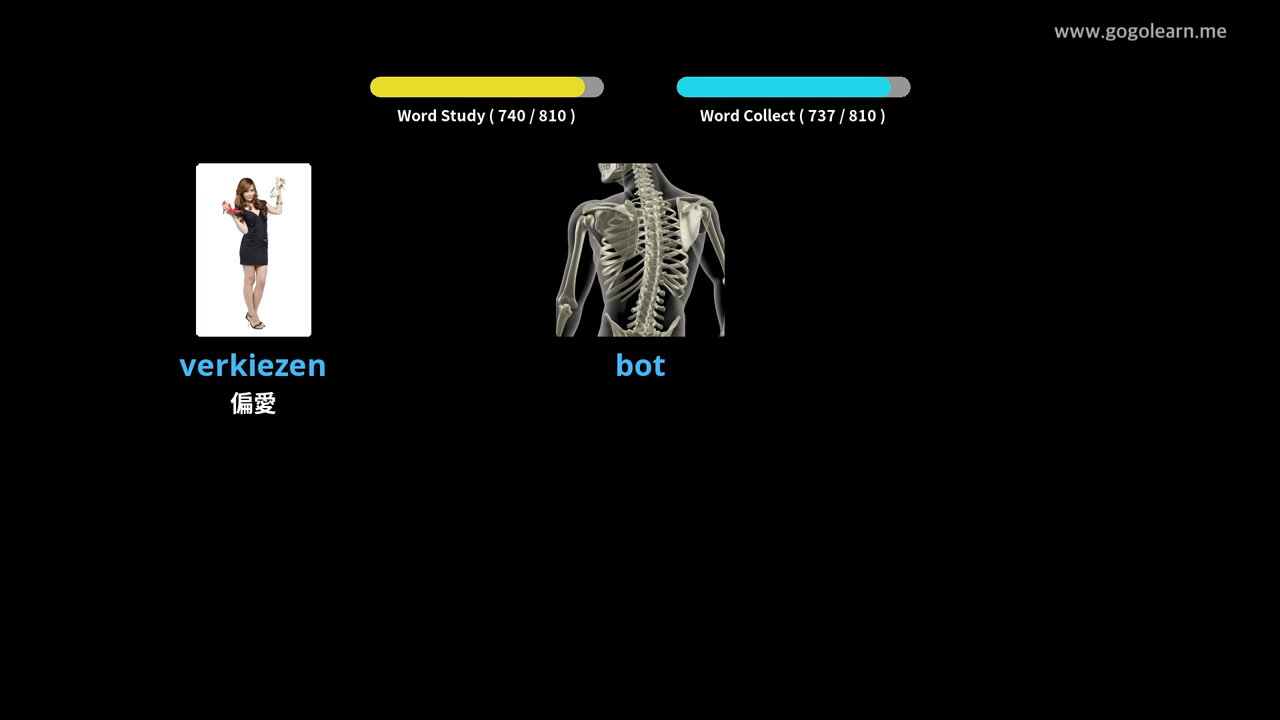 www.gogolearn.me
Word Study ( 740 / 810 )
Word Collect ( 737 / 810 )
verkiezen
偏愛
bot